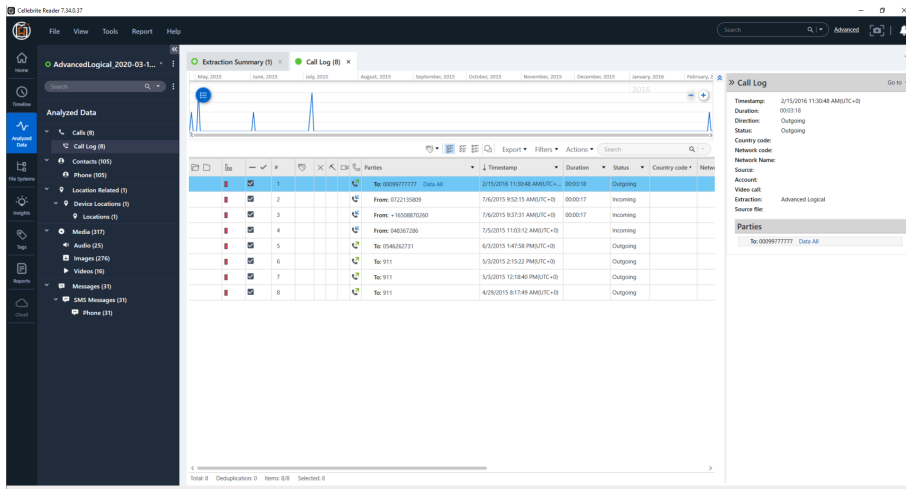 Cellebrite Reader 7.34.0.37
File View Tools Report Help
Search
Advanced
Home
Timeline
Analyzed Data
File Systems
Insights
Tags
Reports
Cloud
AdvancedLogical_2020-03-1...
Search
Analyzed Data
Calls (8)
Call Log (8)
Contacts (105)
Phone (105)
Location Related (1)
Device Locations (1)
Locations (1)
Media (317)
Audio (25)
Images (276)
Videos (16)
Messages (31)
SMS Messages (31)
Phone (31)
Extraction Summary (1) × Call Log (8) ×
May, 2015 June, 2015 July, 2015 August, 2015 September, 2015 October, 2015 November, 2015 December, 2015 January, 2016 February, 2
2016
Export Filters Actions Search
# Parties Timestamp Duration Status Country code Netw
1 To: 00099777777 Data All 2/15/2016 11:30:48 AM(UTC+... 00:03:18 Outgoing
2 From: 0722135809 7/6/2015 9:52:15 AM(UTC+0) 00:00:17 Incoming
3 From: +16508870260 7/6/2015 9:37:31 AM(UTC+0) 00:00:17 Incoming
4 From: 048367286 7/5/2015 11:03:12 AM(UTC+0) Incoming
5 To: 0546262731 6/3/2015 1:47:58 PM(UTC+0) Outgoing
6 To: 911 5/3/2015 2:15:22 PM(UTC+0) Outgoing
7 To: 911 5/3/2015 12:18:40 PM(UTC+0) Outgoing
8 To: 911 4/29/2015 8:17:49 AM(UTC+0) Outgoing
Total: 8 Deduplication: 0 Items: 8/8 Selected: 8
Call Log Go to
Timestamp: 2/15/2016 11:30:48 AM(UTC+0)
Duration: 00:03:18
Direction: Outgoing
Status: Outgoing
Country code:
Network code:
Network Name:
Source:
Account:
Video call:
Extraction: Advanced Logical
Source file:
Parties
To: 00099777777 Data All